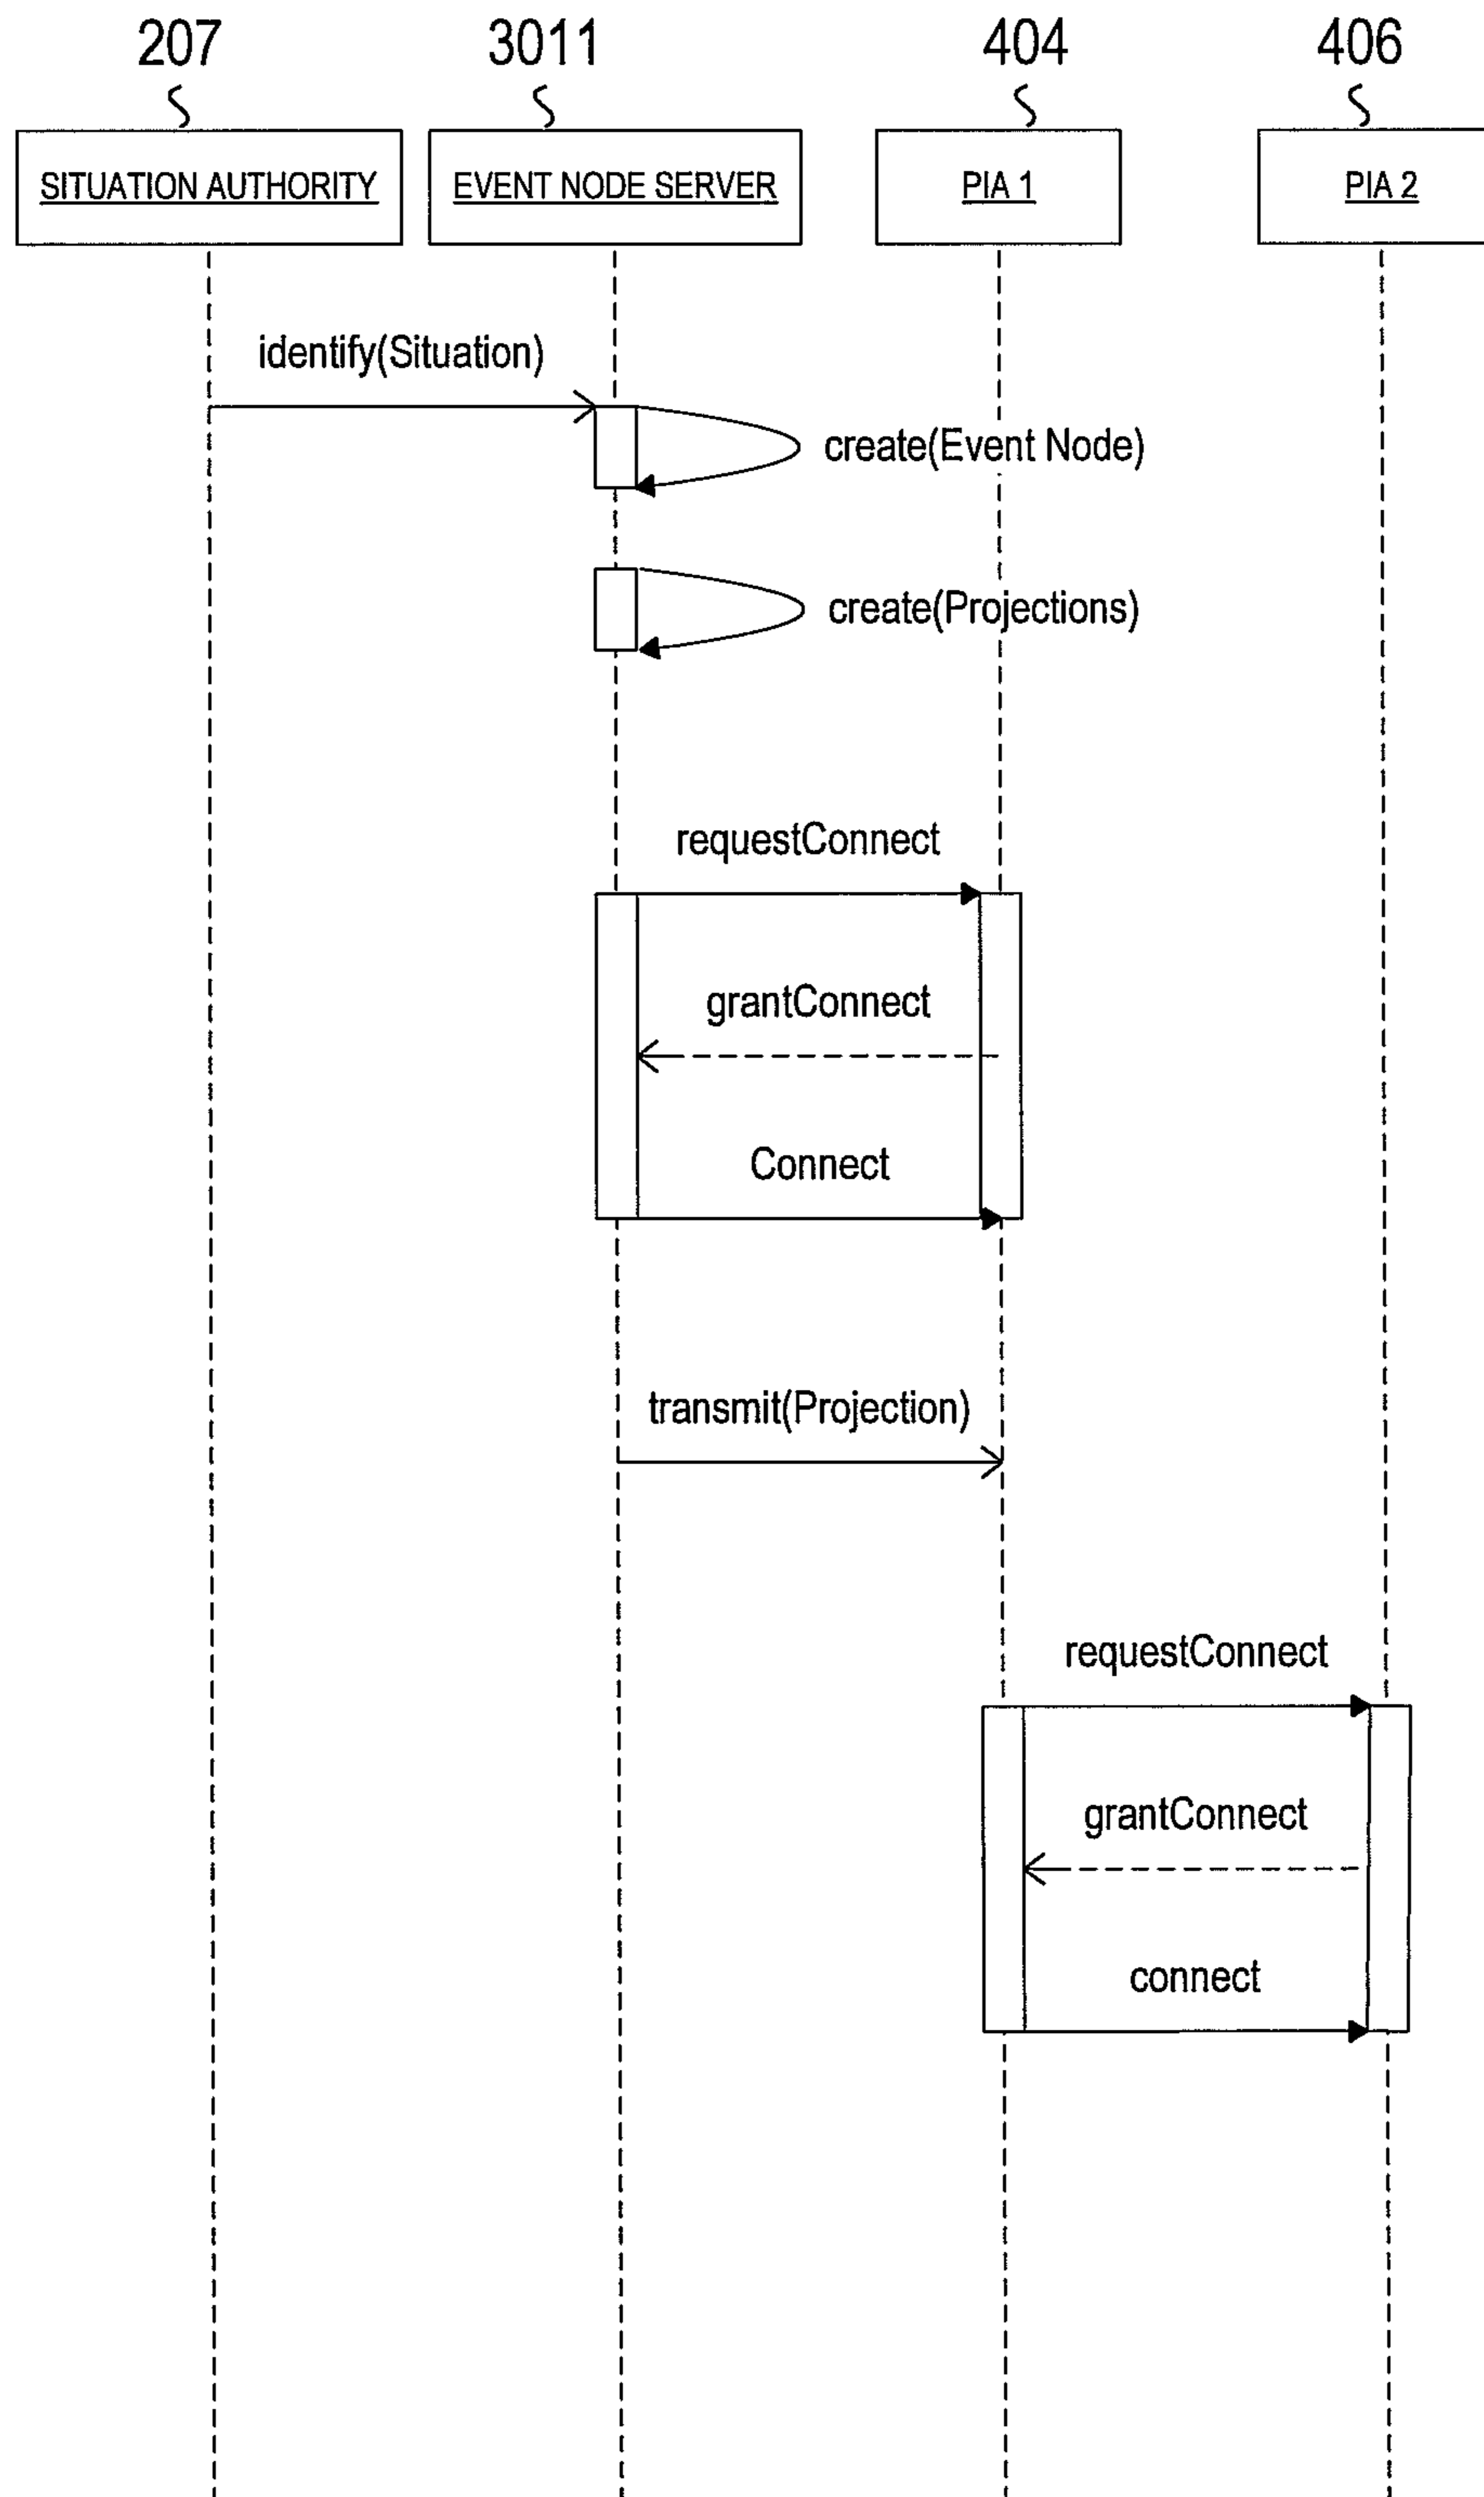 207
3011
404
406
SITUATION AUTHORITY
EVENT NODE SERVER
PIA 1
PIA 2
identify(Situation)
create(Event Node)
create(Projections)
requestConnect
grantConnect
Connect
transmit(Projection)
requestConnect
grantConnect
connect